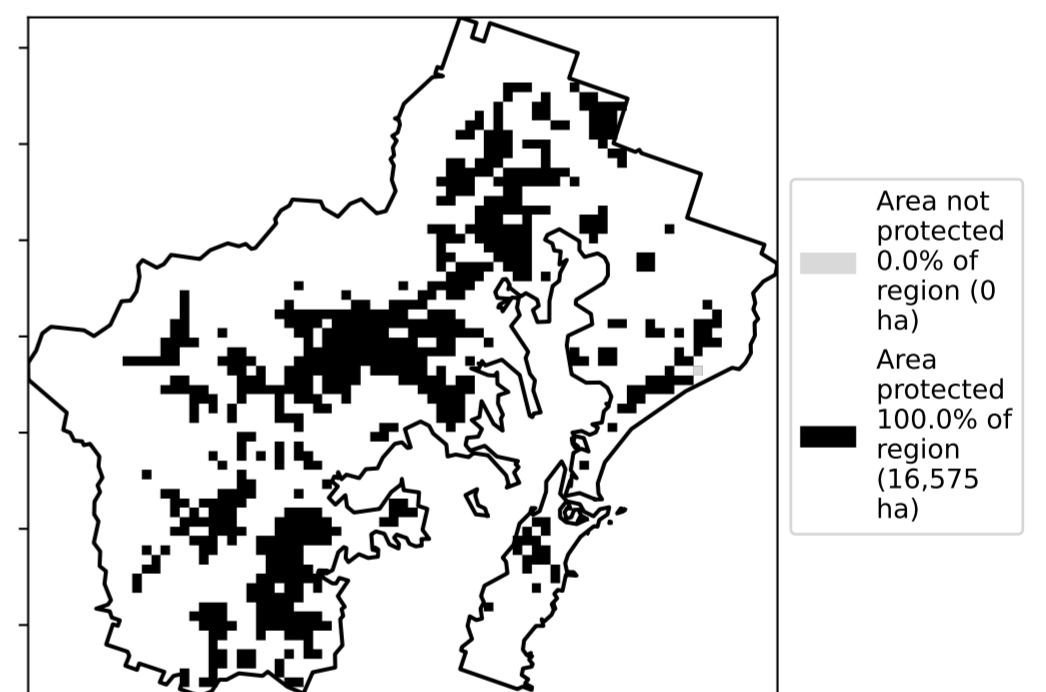 Area not
protected
0.0% of
region (0
ha)
Area
protected
100.0% of
region
(16,575
ha)